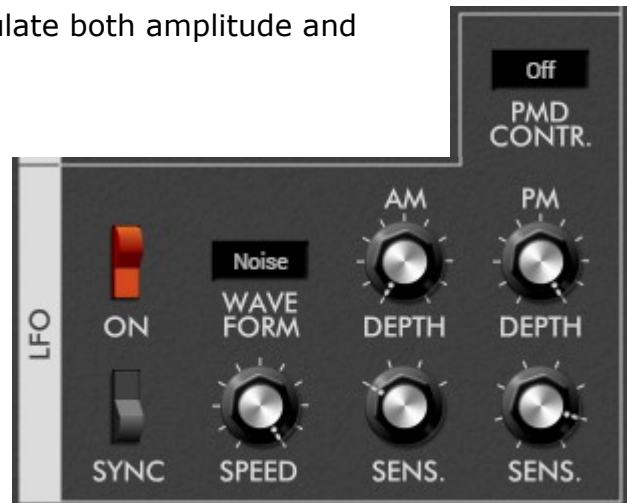 ulate both amplitude and
Off
PMD
CONTR.
AM PM
Noise
WAVE
FORM
LFO
ON
DEPTH DEPTH
SYNC SPEED SENS. SENS.